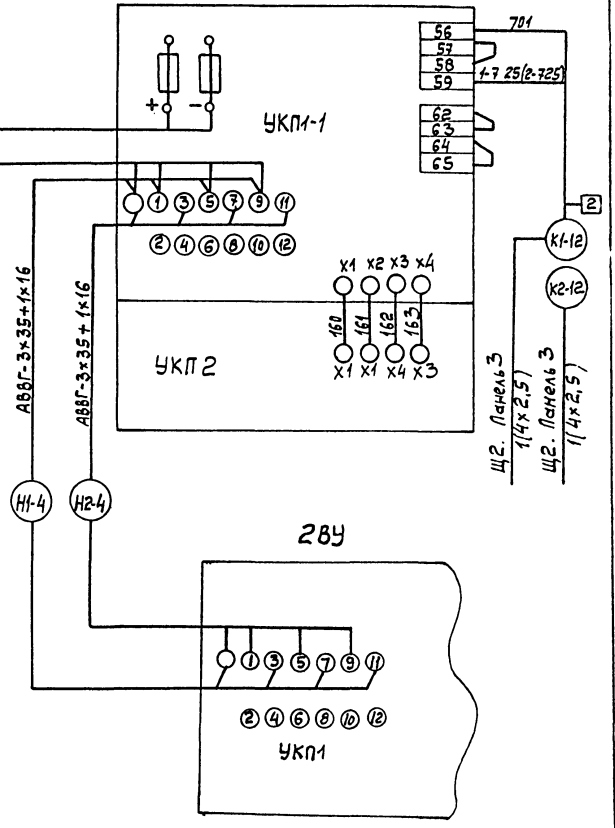 56
701
57
58
59
1-7 25(2-725)
+
-
УКП1-1
62
63
64
65
1 3 5 7 9 11
2 4 6 8 10 12
2
К1-12
К2-12
X1 X2 X3 X4
160 161 162 163
X1 X1 X4 X3
УКП2
АВВГ-3×35+1×16
АВВГ-3×35+1×16
Щ2. Панель 3
1(4×2,5)
Щ2. Панель 3
1(4×2,5)
Н1-4
Н2-4
2ВУ
1 3 5 7 9 11
2 4 6 8 10 12
УКП1